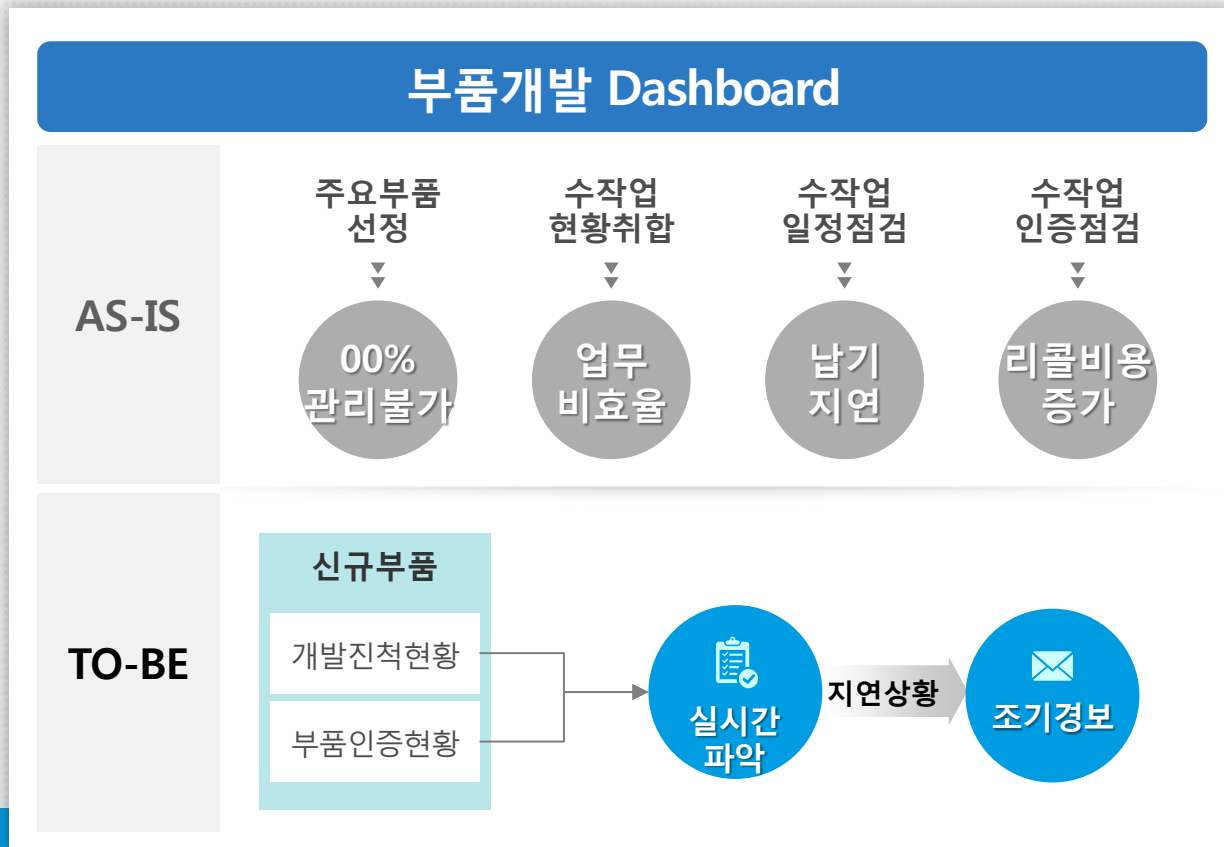 부품개발 Dashboard
AS-IS
주요부품
선정
00%
관리불가
수작업
현황취합
업무
비효율
수작업
일정점검
납기
지연
수작업
인증점검
리콜비용
증가
TO-BE
신규부품
개발진척현황
부품인증현황
실시간
파악
지연상황
조기경보